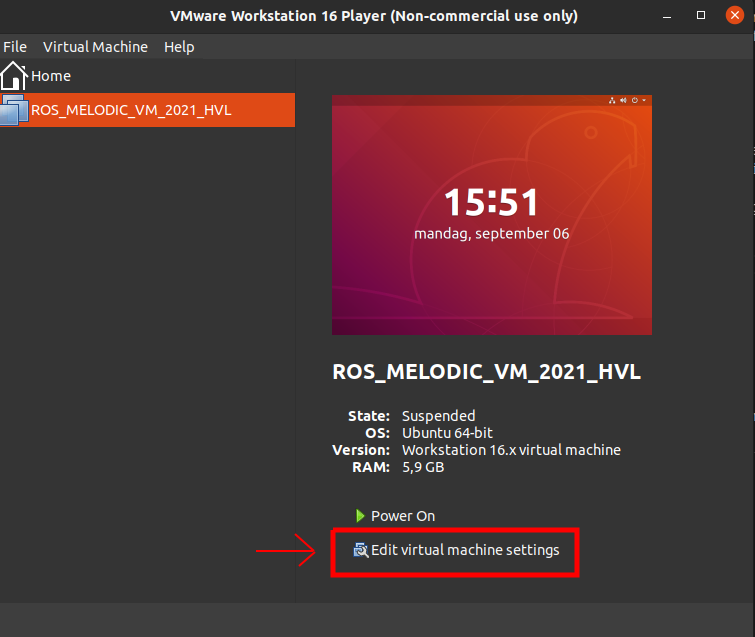 VMware Workstation 16 Player (Non-commercial use only)
File Virtual Machine Help
Home
ROS_MELODIC_VM_2021_HVL
15:51
mandag, september 06
ROS_MELODIC_VM_2021_HVL
State: Suspended
OS: Ubuntu 64-bit
Version: Workstation 16.x virtual machine
RAM: 5,9 GB
Power On
Edit virtual machine settings